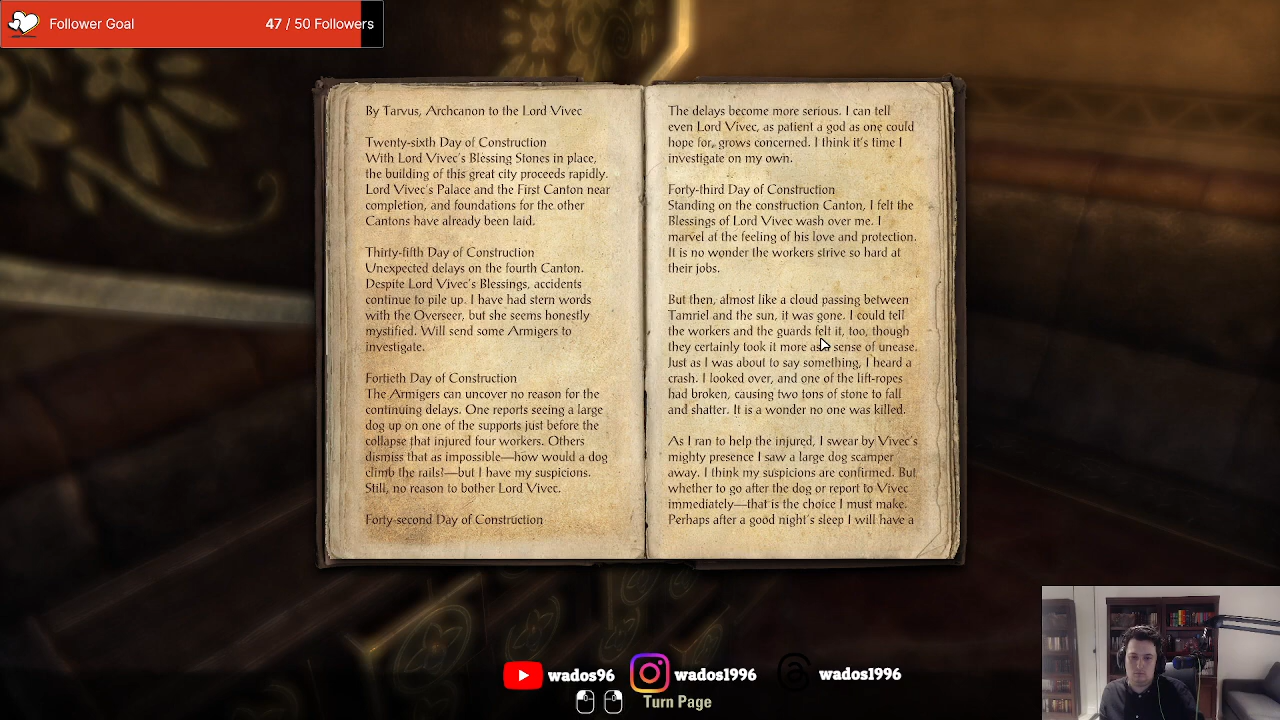 Follower Goal
47 / 50 Followers
By Tarvus, Archcanon to the Lord Vivec
Twenty-sixth Day of Construction
With Lord Vivec's Blessing Stones in place,
the building of this great city proceeds rapidly.
Lord Vivec's Palace and the First Canton near
completion, and foundations for the other
Cantons have already been laid.
Thirty-fifth Day of Construction
Unexpected delays on the fourth Canton.
Despite Lord Vivec's Blessings, accidents
continue to pile up. I have had stern words
with the Overseer, but she seems honestly
mystified. Will send some Armigers to
investigate.
Fortieth Day of Construction
The Armigers can uncover no reason for the
continuing delays. One reports seeing a large
dog up on one of the supports just before the
collapse that injured four workers. Others
dismiss that as impossible—how would a dog
climb the rails?—but I have my suspicions.
Still, no reason to bother Lord Vivec.
Forty-second Day of Construction
The delays become more serious. I can tell
even Lord Vivec, as patient a god as one could
hope for, grows concerned. I think it's time I
investigate on my own.
Forty-third Day of Construction
Standing on the construction Canton, I felt the
Blessings of Lord Vivec wash over me. I
marvel at the feeling of his love and protection.
It is no wonder the workers strive so hard at
their jobs.
But then, almost like a cloud passing between
Tamriel and the sun, it was gone. I could tell
the workers and the guards felt it, too, though
they certainly took it more as a sense of unease.
Just as I was about to say something, I heard a
crash. I looked over, and one of the lift-ropes
had broken, causing two tons of stone to fall
and shatter. It is a wonder no one was killed.
As I ran to help the injured, I swear by Vivec's
mighty presence I saw a large dog scamper
away. I think my suspicions are confirmed. But
whether to go after the dog or report to Vivec
immediately—that is the choice I must make.
Perhaps after a good night's sleep I will have a
wados96
wados1996
wados1996
Turn Page